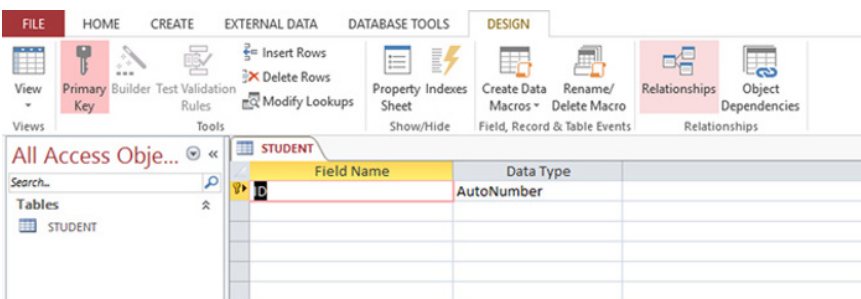 FILE HOME CREATE EXTERNAL DATA DATABASE TOOLS DESIGN
View
Primary Key
Builder
Test Validation Rules
Insert Rows
Delete Rows
Modify Lookups
Property Sheet
Indexes
Create Data Macros
Rename/ Delete Macro
Relationships
Object Dependencies
Views Tools Show/Hide Field, Record & Table Events Relationships
All Access Obje...
Search...
Tables
STUDENT
STUDENT
Field Name Data Type
ID AutoNumber